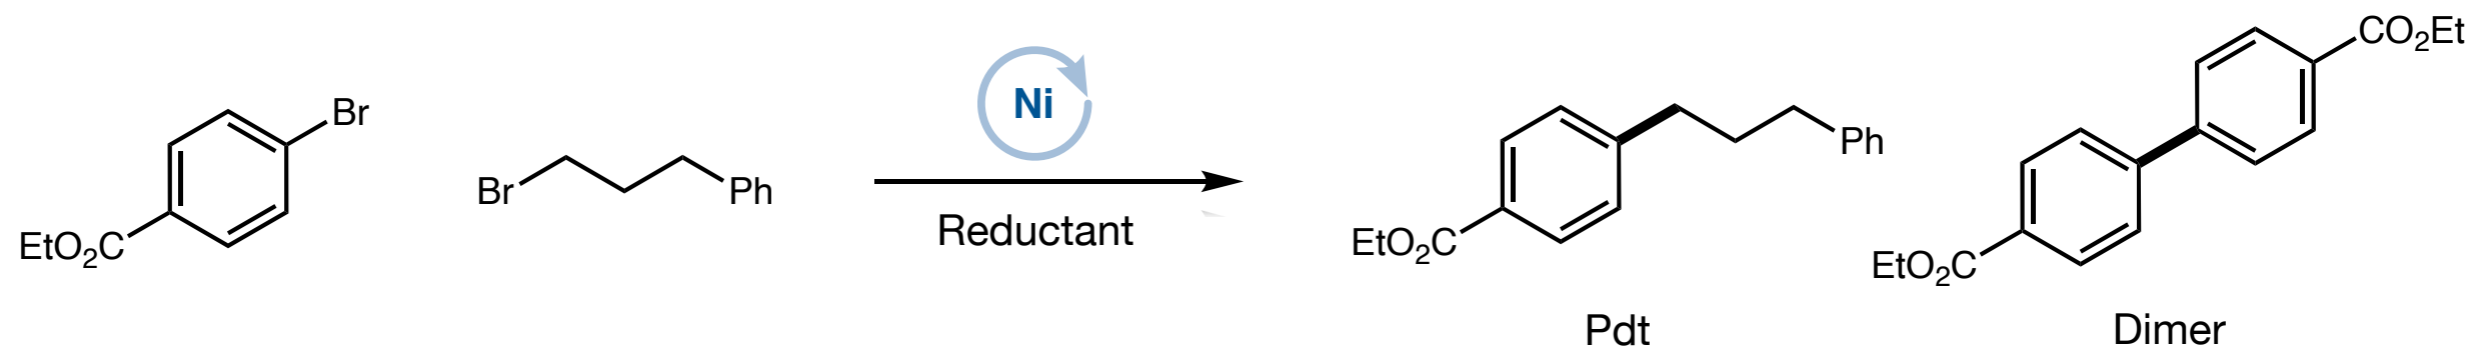 Br
EtO₂C
Br
Ph
Ni
Reductant
Ph
EtO₂C
Pdt
CO₂Et
EtO₂C
Dimer